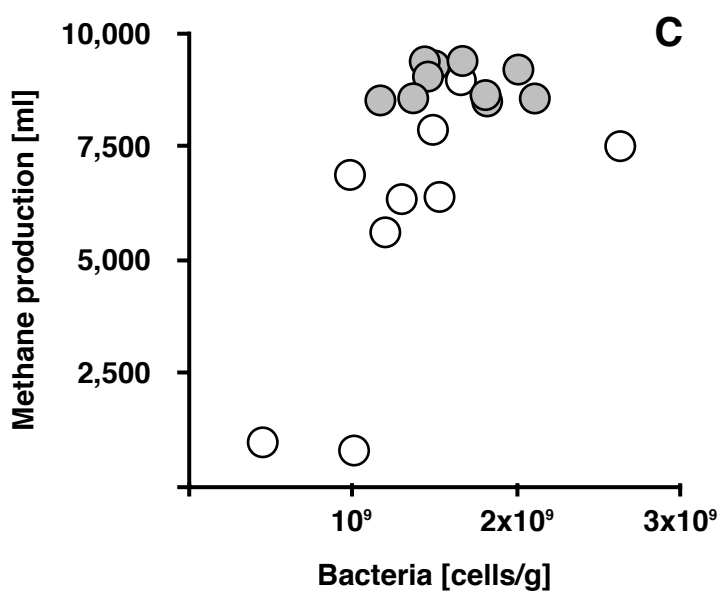 C
Methane production [ml]
10,000
7,500
5,000
2,500
10⁹
2x10⁹
3x10⁹
Bacteria [cells/g]